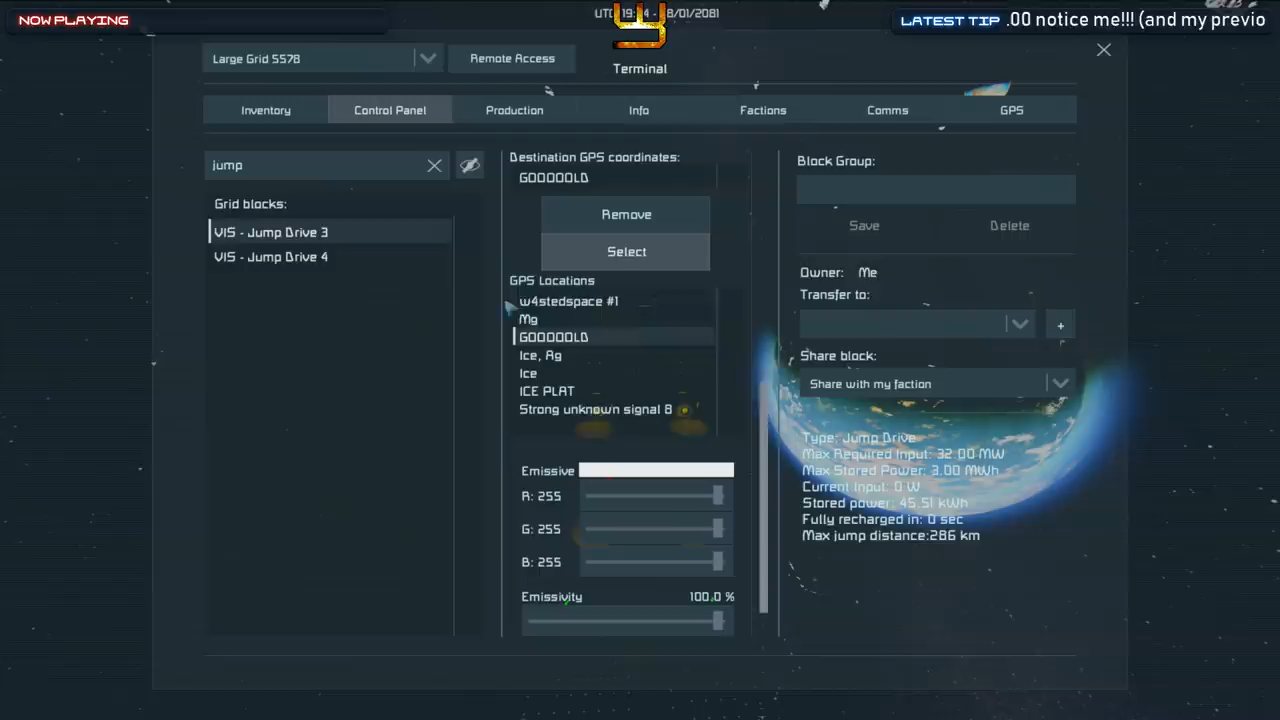 NOW PLAYING
LATEST TIP
.00 notice me!!! (and my previo
Large Grid 5578
Remote Access
Terminal
Inventory
Control Panel
Production
Info
Factions
Comms
GPS
jump
Grid blocks:
VIS - Jump Drive 3
VIS - Jump Drive 4
Destination GPS coordinates:
GOOOOOLD
Remove
Select
GPS Locations
w4stedspace #1
Mg
GOOOOOLD
Ice, Ag
Ice
ICE PLAT
Strong unknown signal 8
Emissive
R: 255
G: 255
B: 255
Emissivity
100.0 %
Block Group:
Save
Delete
Owner: Me
Transfer to:
+
Share block:
Share with my faction
Type: Jump Drive
Max Required Input: 32.00 MW
Max Stored Power: 3.00 MWh
Current Input: 0 W
Stored power: 45.51 kWh
Fully recharged in: 0 sec
Max jump distance:286 km